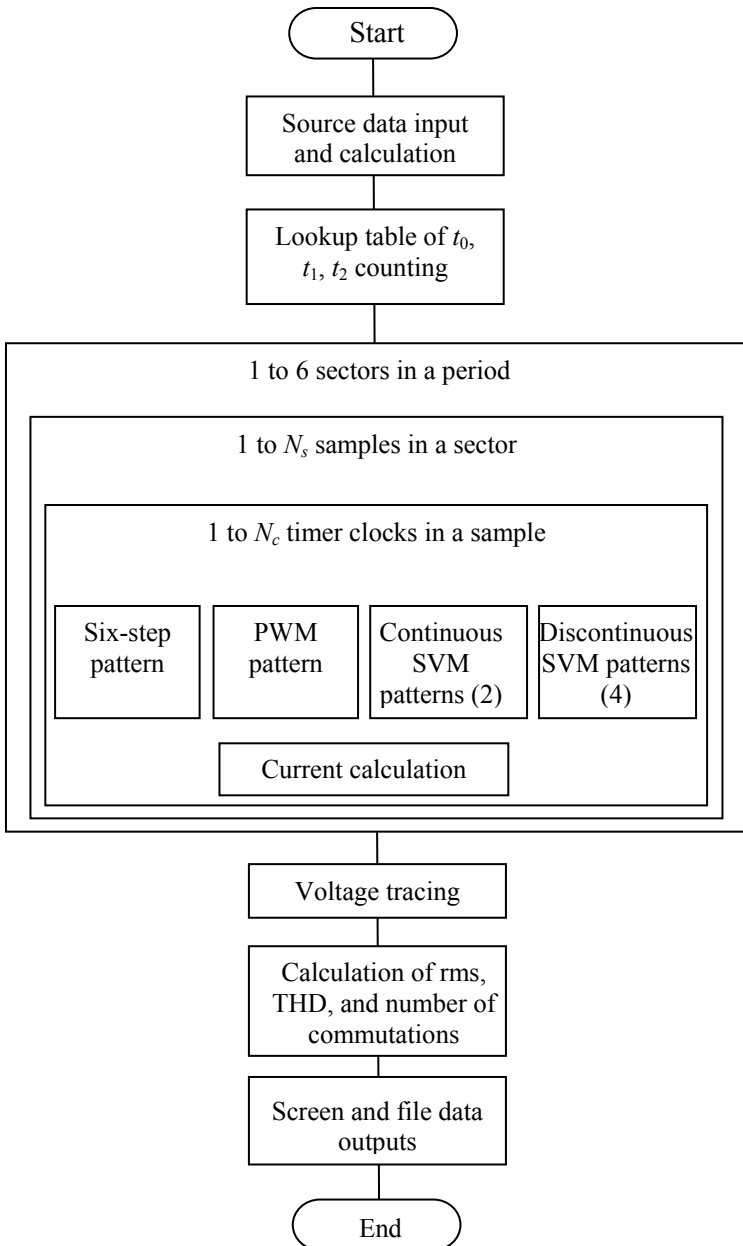 Start
Source data input
and calculation
Lookup table of t₀,
t₁, t₂ counting
1 to 6 sectors in a period
1 to Nₛ samples in a sector
1 to N꜀ timer clocks in a sample
Six-step
pattern
PWM
pattern
Continuous
SVM
patterns (2)
Discontinuous
SVM patterns
(4)
Current calculation
Voltage tracing
Calculation of rms,
THD, and number of
commutations
Screen and file data
outputs
End